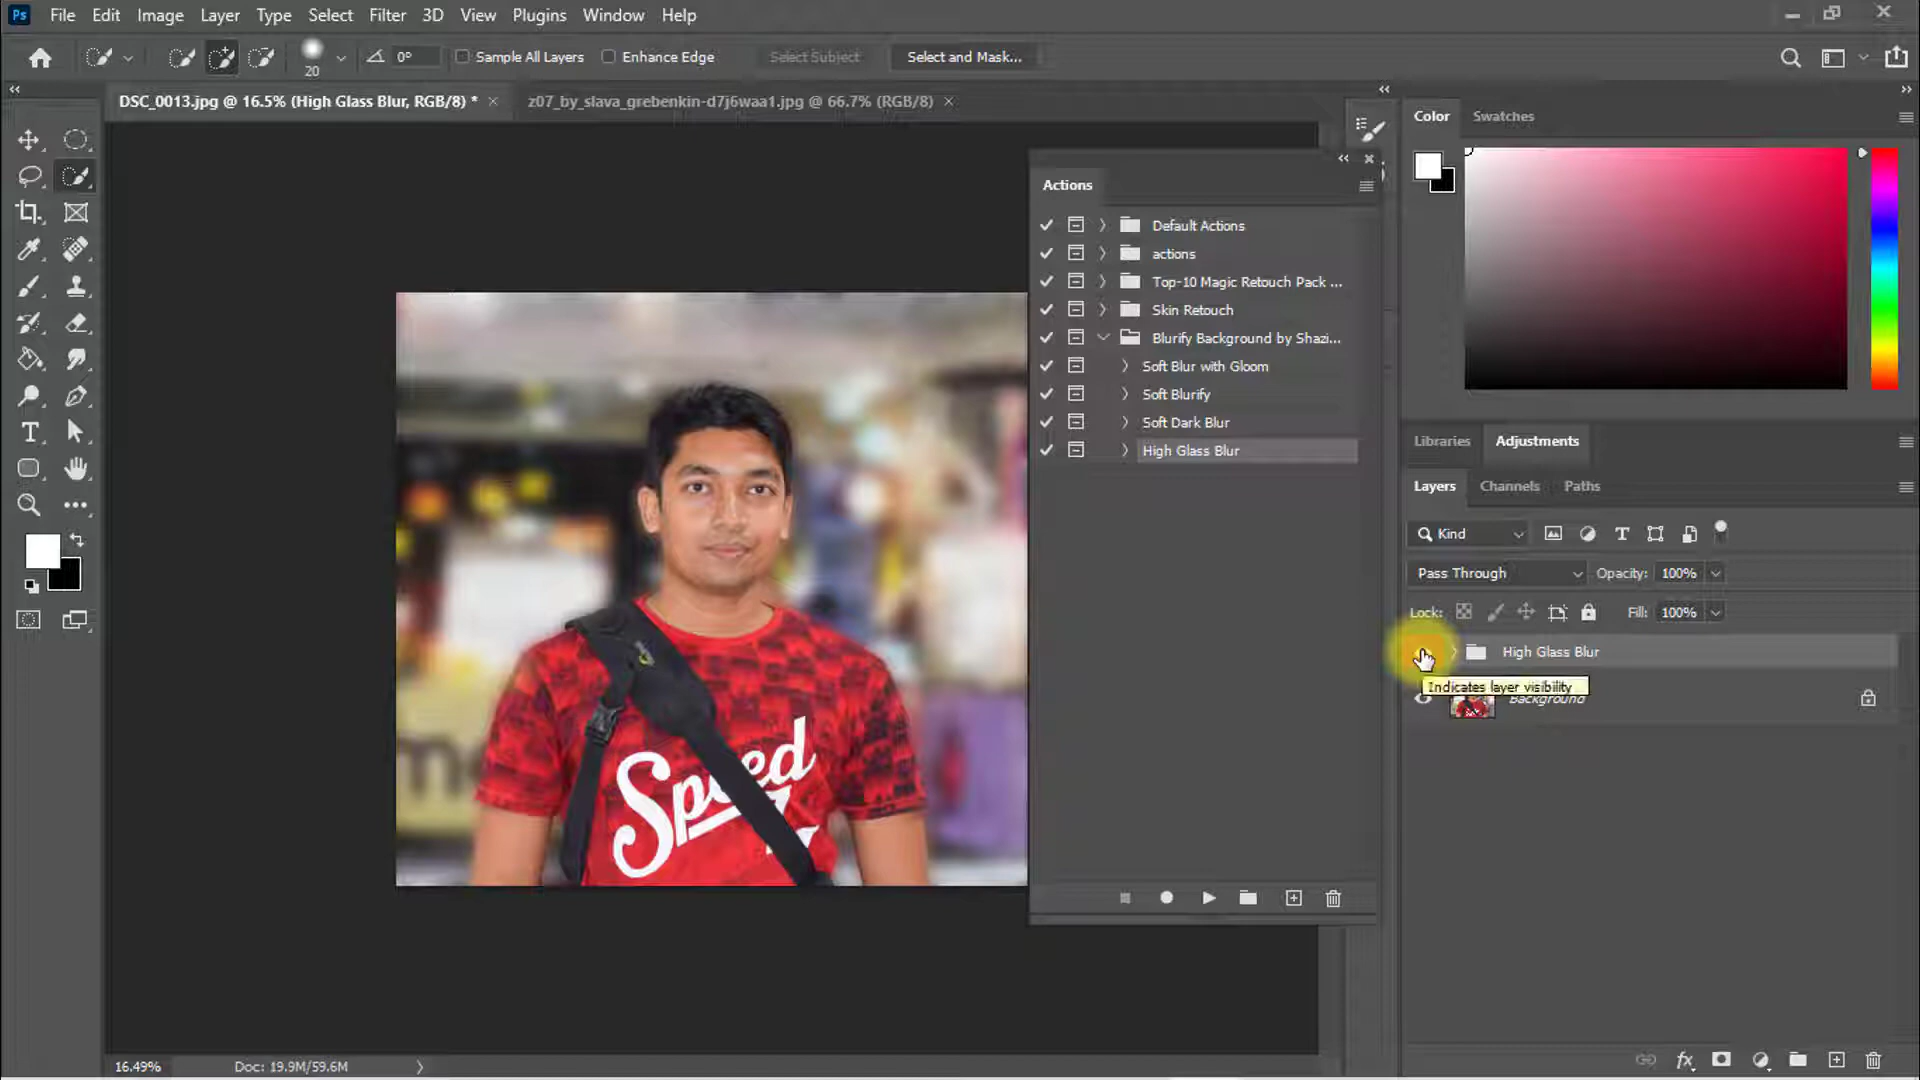 Ps File Edit Image Layer Type Select Filter 3D View Plugins Window Help
20 0° Sample All Layers Enhance Edge Select Subject Select and Mask...
DSC_0013.jpg @ 16.5% (High Glass Blur, RGB/8) * z07_by_slava_grebenkin-d7j6waa1.jpg @ 66.7% (RGB/8)
Color Swatches
Actions
Default Actions
actions
Top-10 Magic Retouch Pack ...
Skin Retouch
Blurify Background by Shazi...
Soft Blur with Gloom
Soft Blurify
Soft Dark Blur
High Glass Blur
Libraries Adjustments
Layers Channels Paths
Kind
Pass Through Opacity: 100%
Lock: Fill: 100%
High Glass Blur
Indicates layer visibility
Background
Speed
16.49% Doc: 19.9M/59.6M